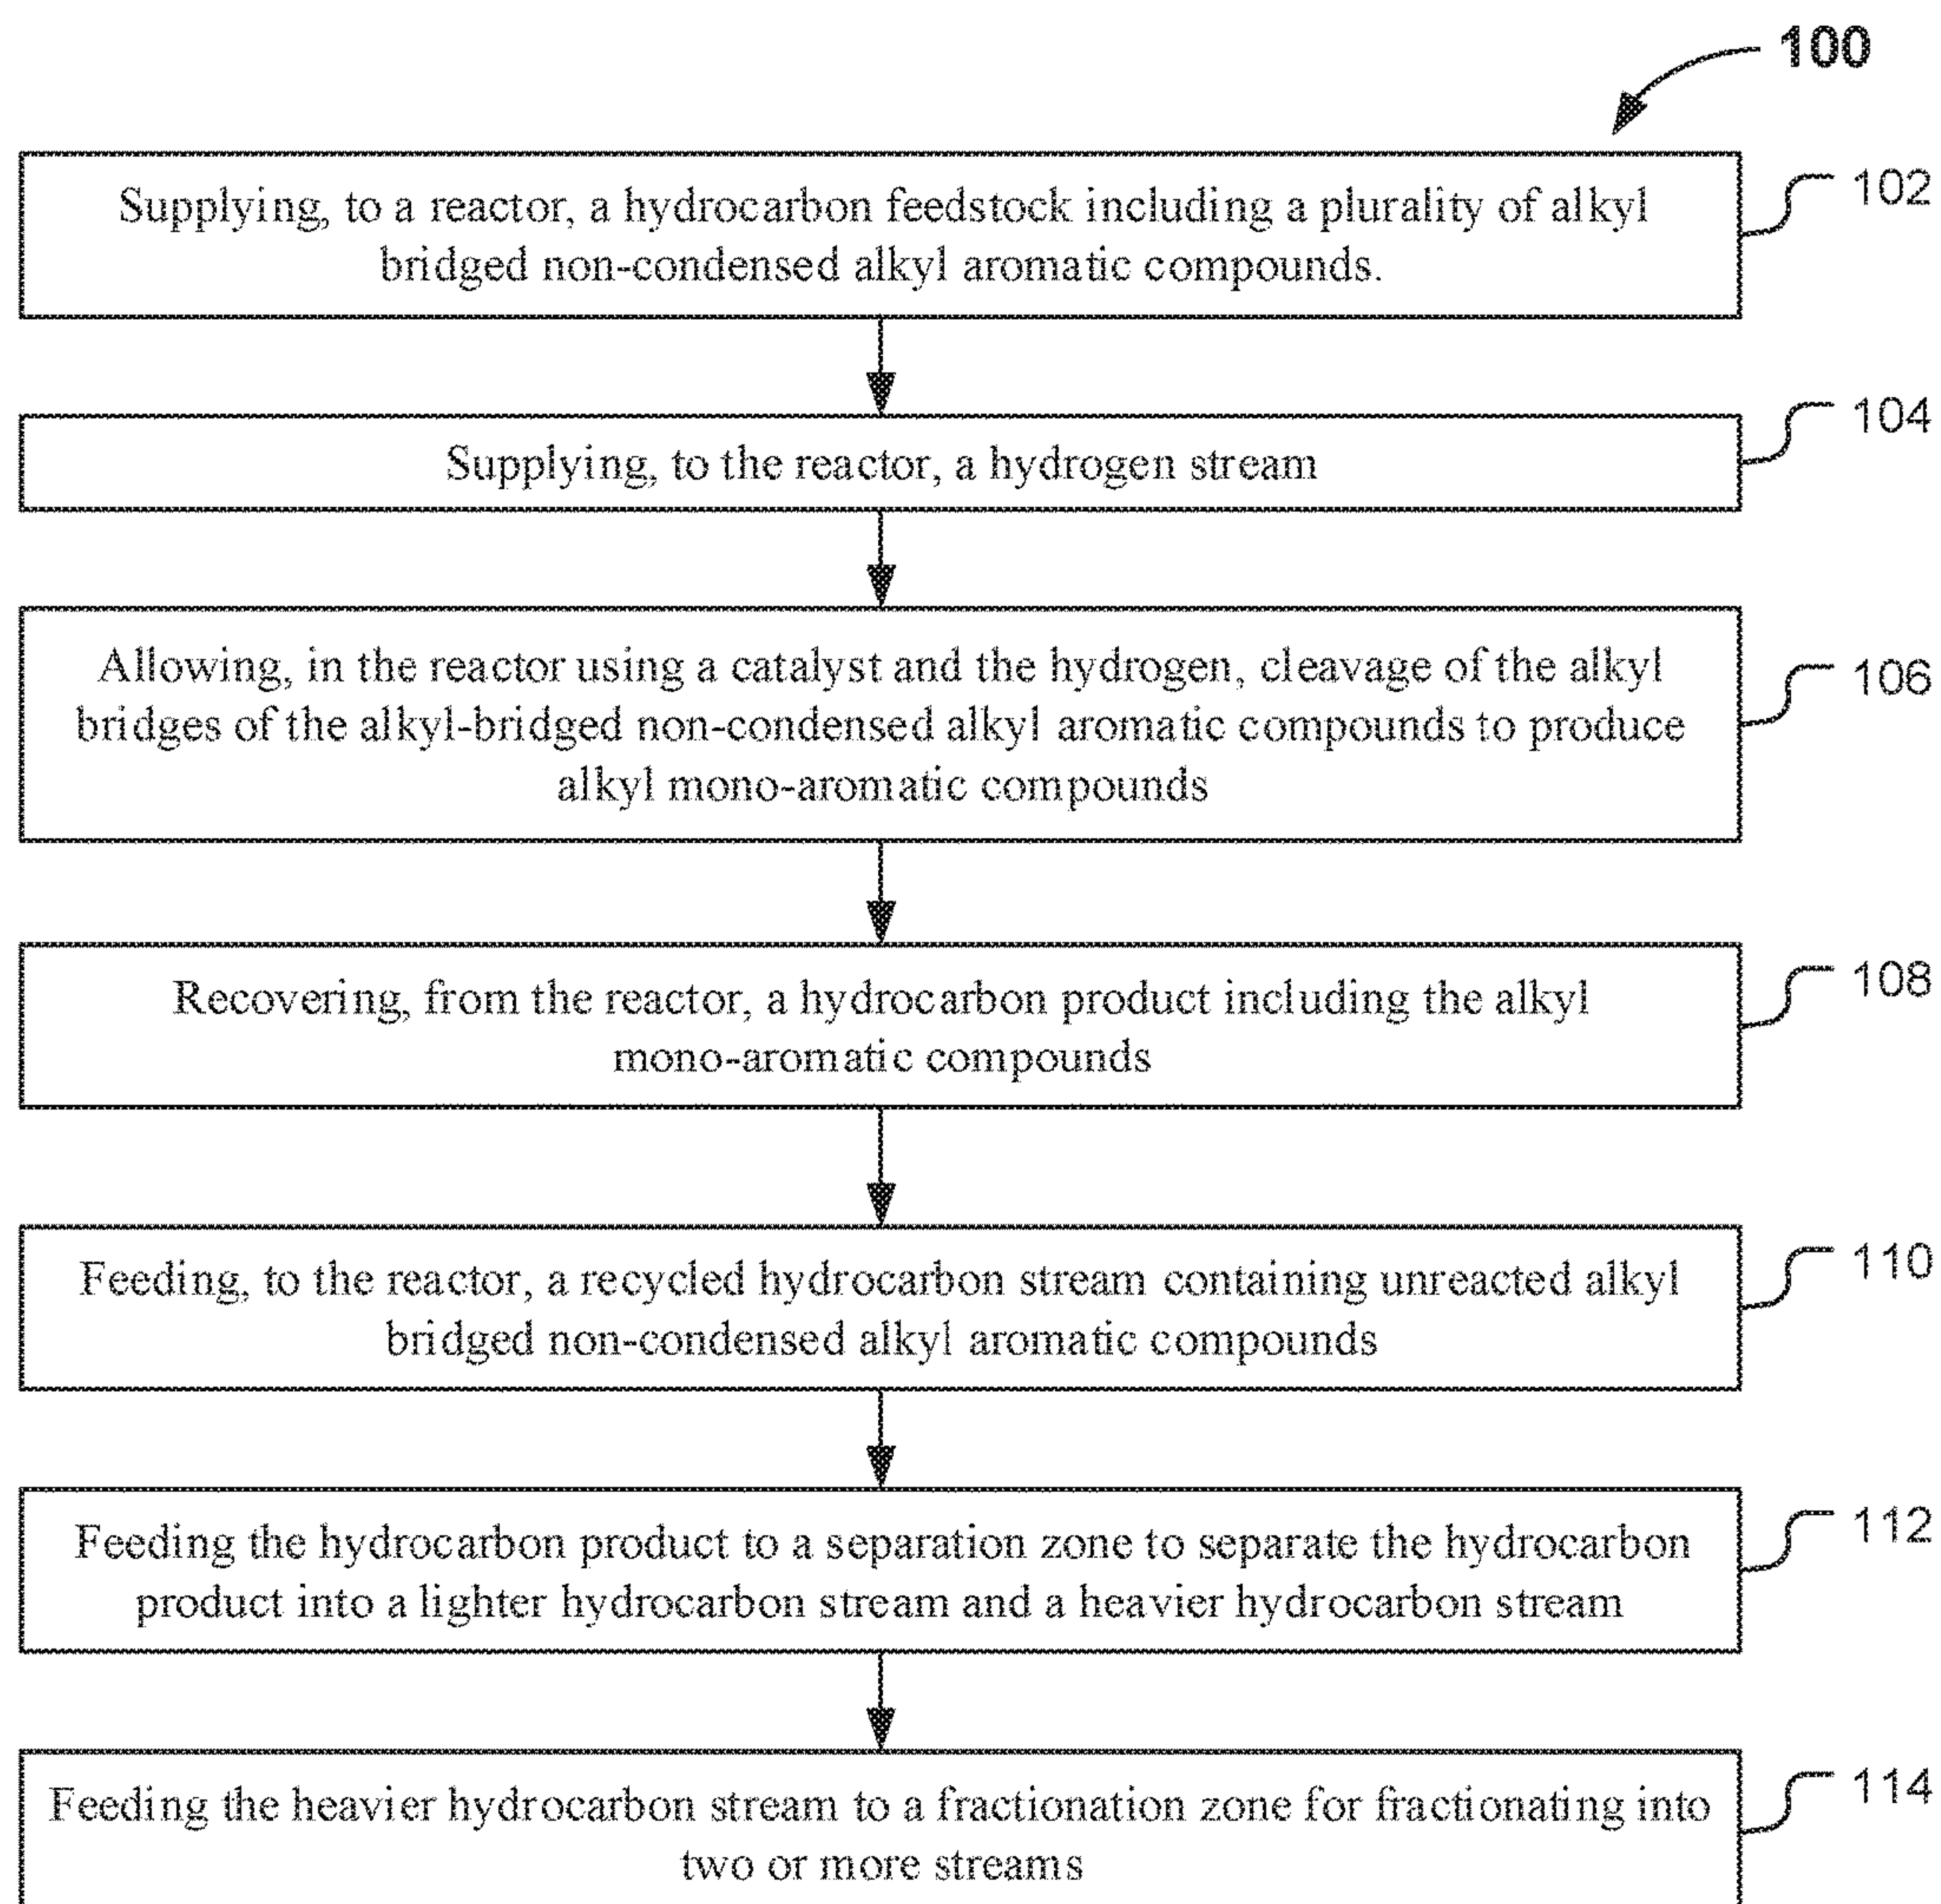 100
Supplying, to a reactor, a hydrocarbon feedstock including a plurality of alkyl
bridged non-condensed alkyl aromatic compounds.
102
Supplying, to the reactor, a hydrogen stream
104
Allowing, in the reactor using a catalyst and the hydrogen, cleavage of the alkyl
bridges of the alkyl-bridged non-condensed alkyl aromatic compounds to produce
alkyl mono-aromatic compounds
106
Recovering, from the reactor, a hydrocarbon product including the alkyl
mono-aromatic compounds
108
Feeding, to the reactor, a recycled hydrocarbon stream containing unreacted alkyl
bridged non-condensed alkyl aromatic compounds
110
Feeding the hydrocarbon product to a separation zone to separate the hydrocarbon
product into a lighter hydrocarbon stream and a heavier hydrocarbon stream
112
Feeding the heavier hydrocarbon stream to a fractionation zone for fractionating into
two or more streams
114